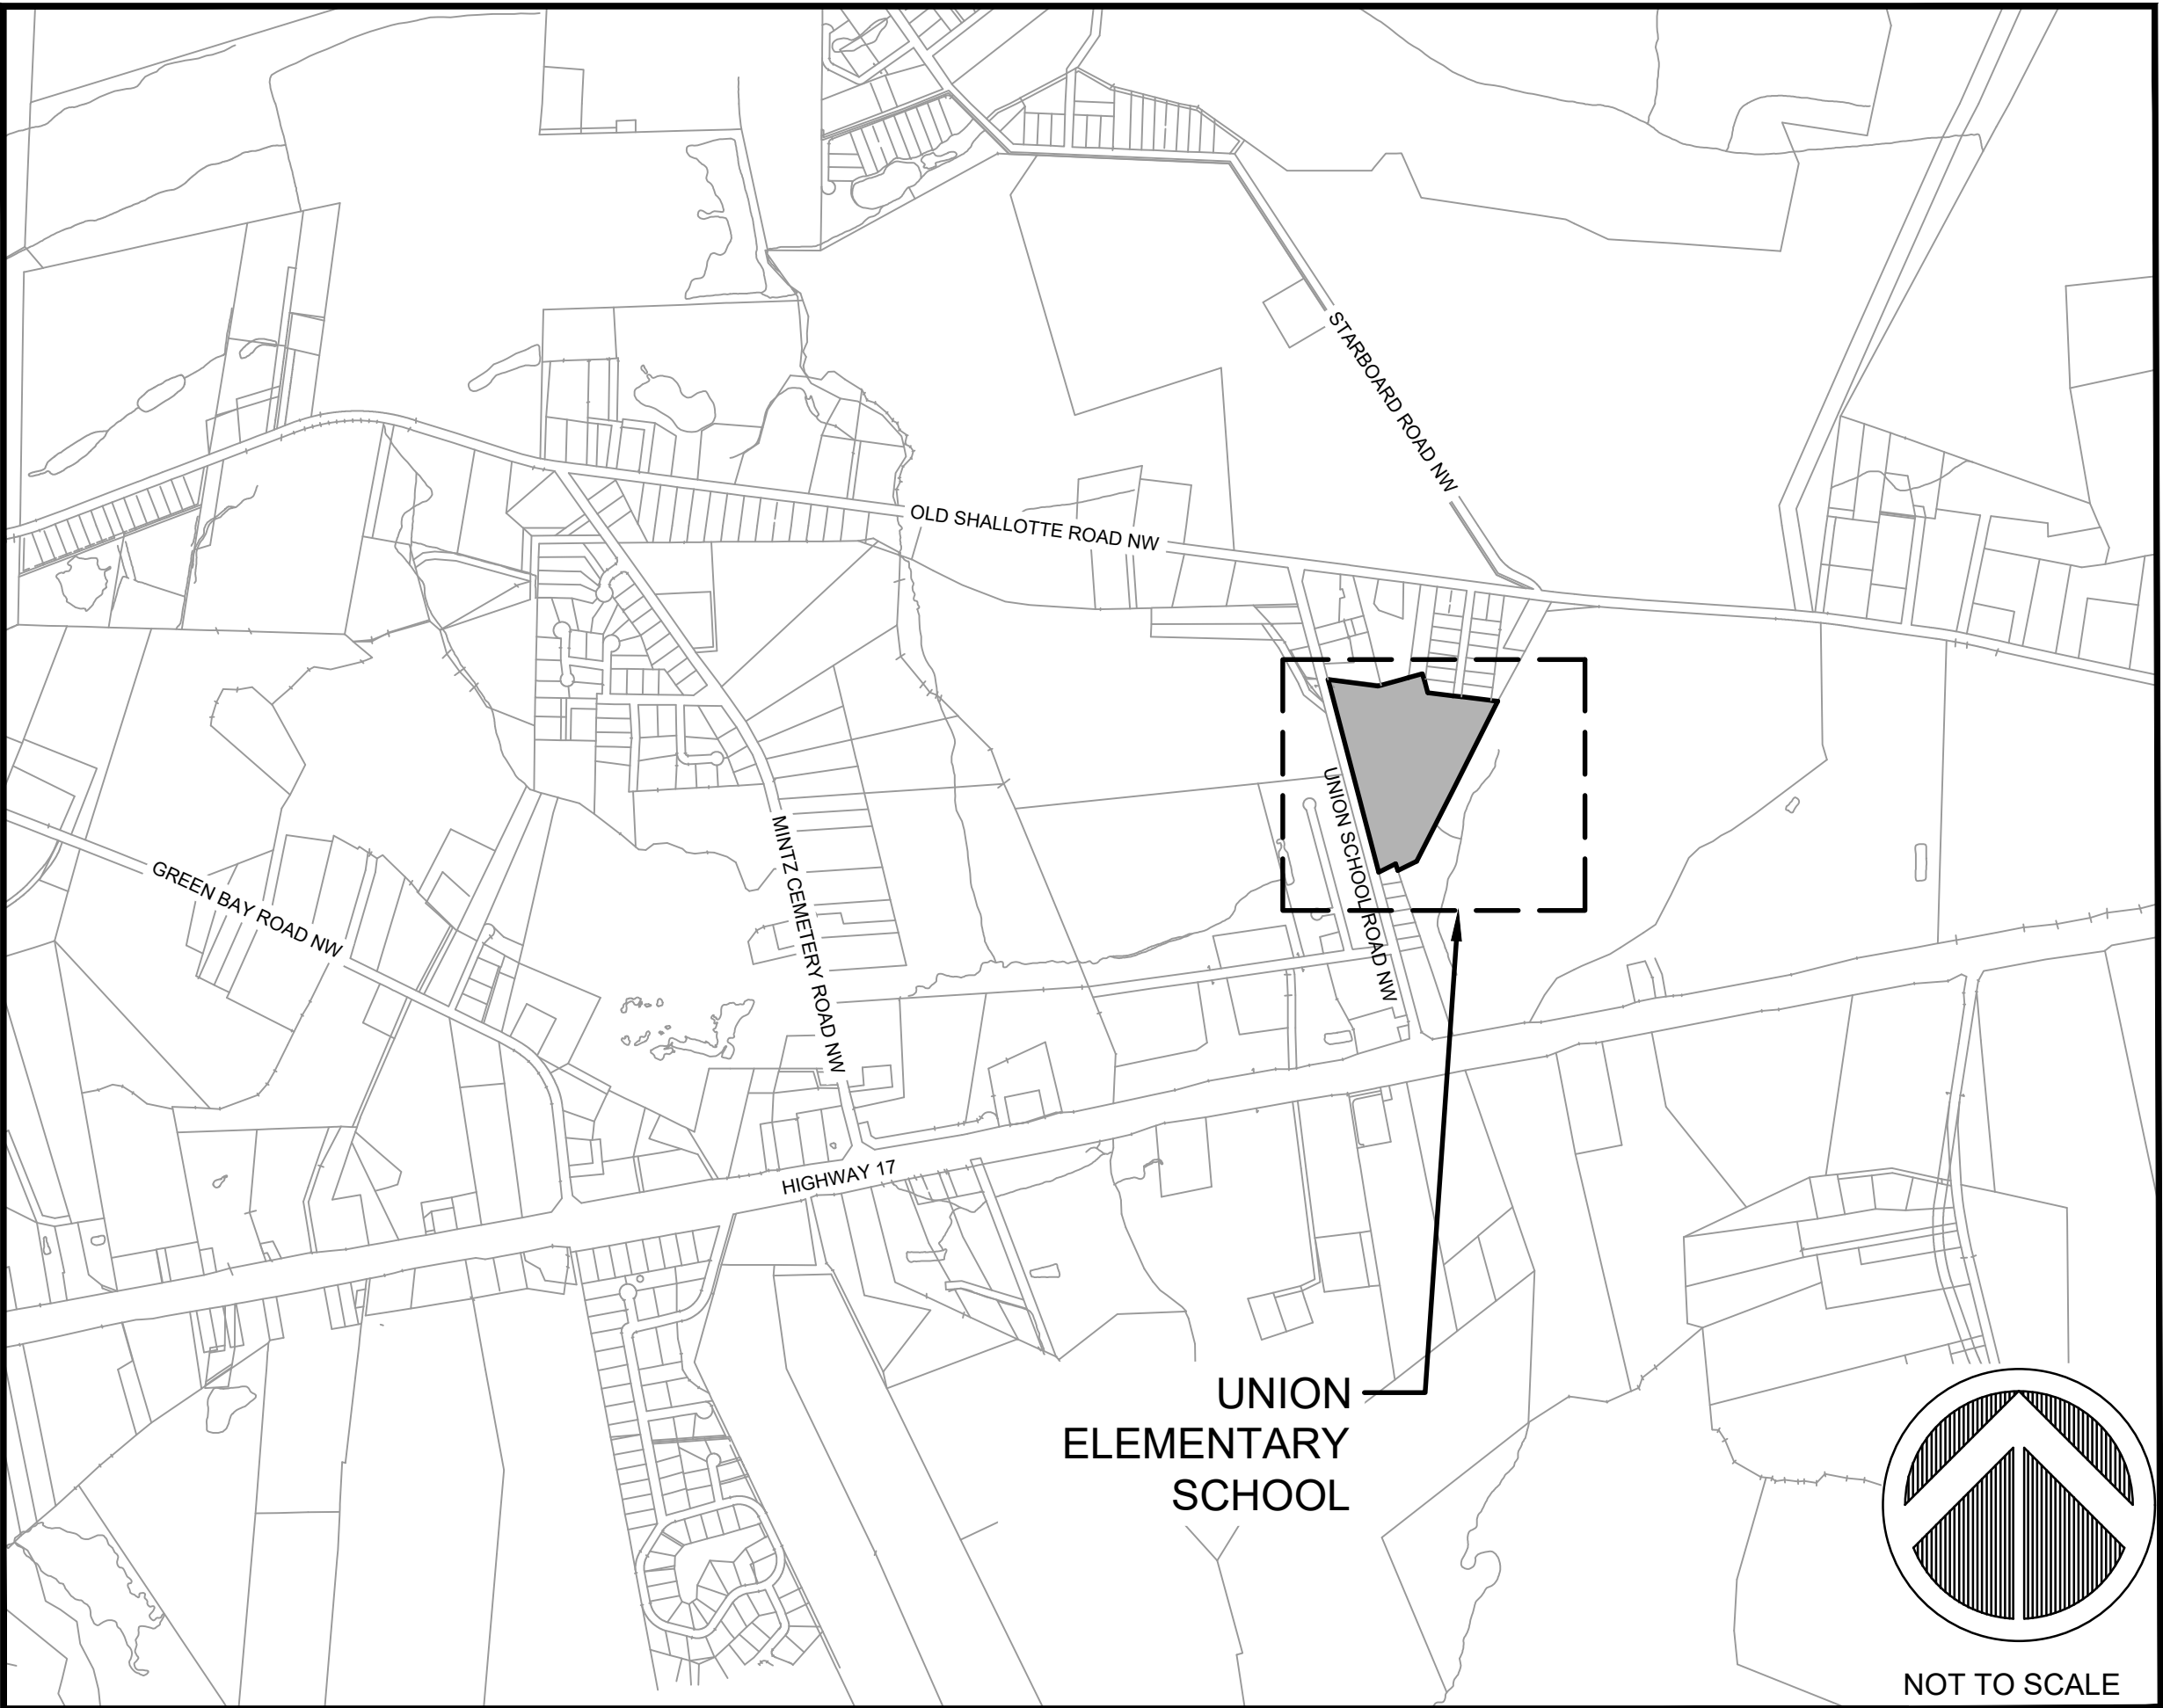 STARBOARD ROAD NW
OLD SHALLOTTE ROAD NW
UNION SCHOOL ROAD NW
MINTZ CEMETERY ROAD NW
GREEN BAY ROAD NW
HIGHWAY 17
UNION
ELEMENTARY
SCHOOL
NOT TO SCALE